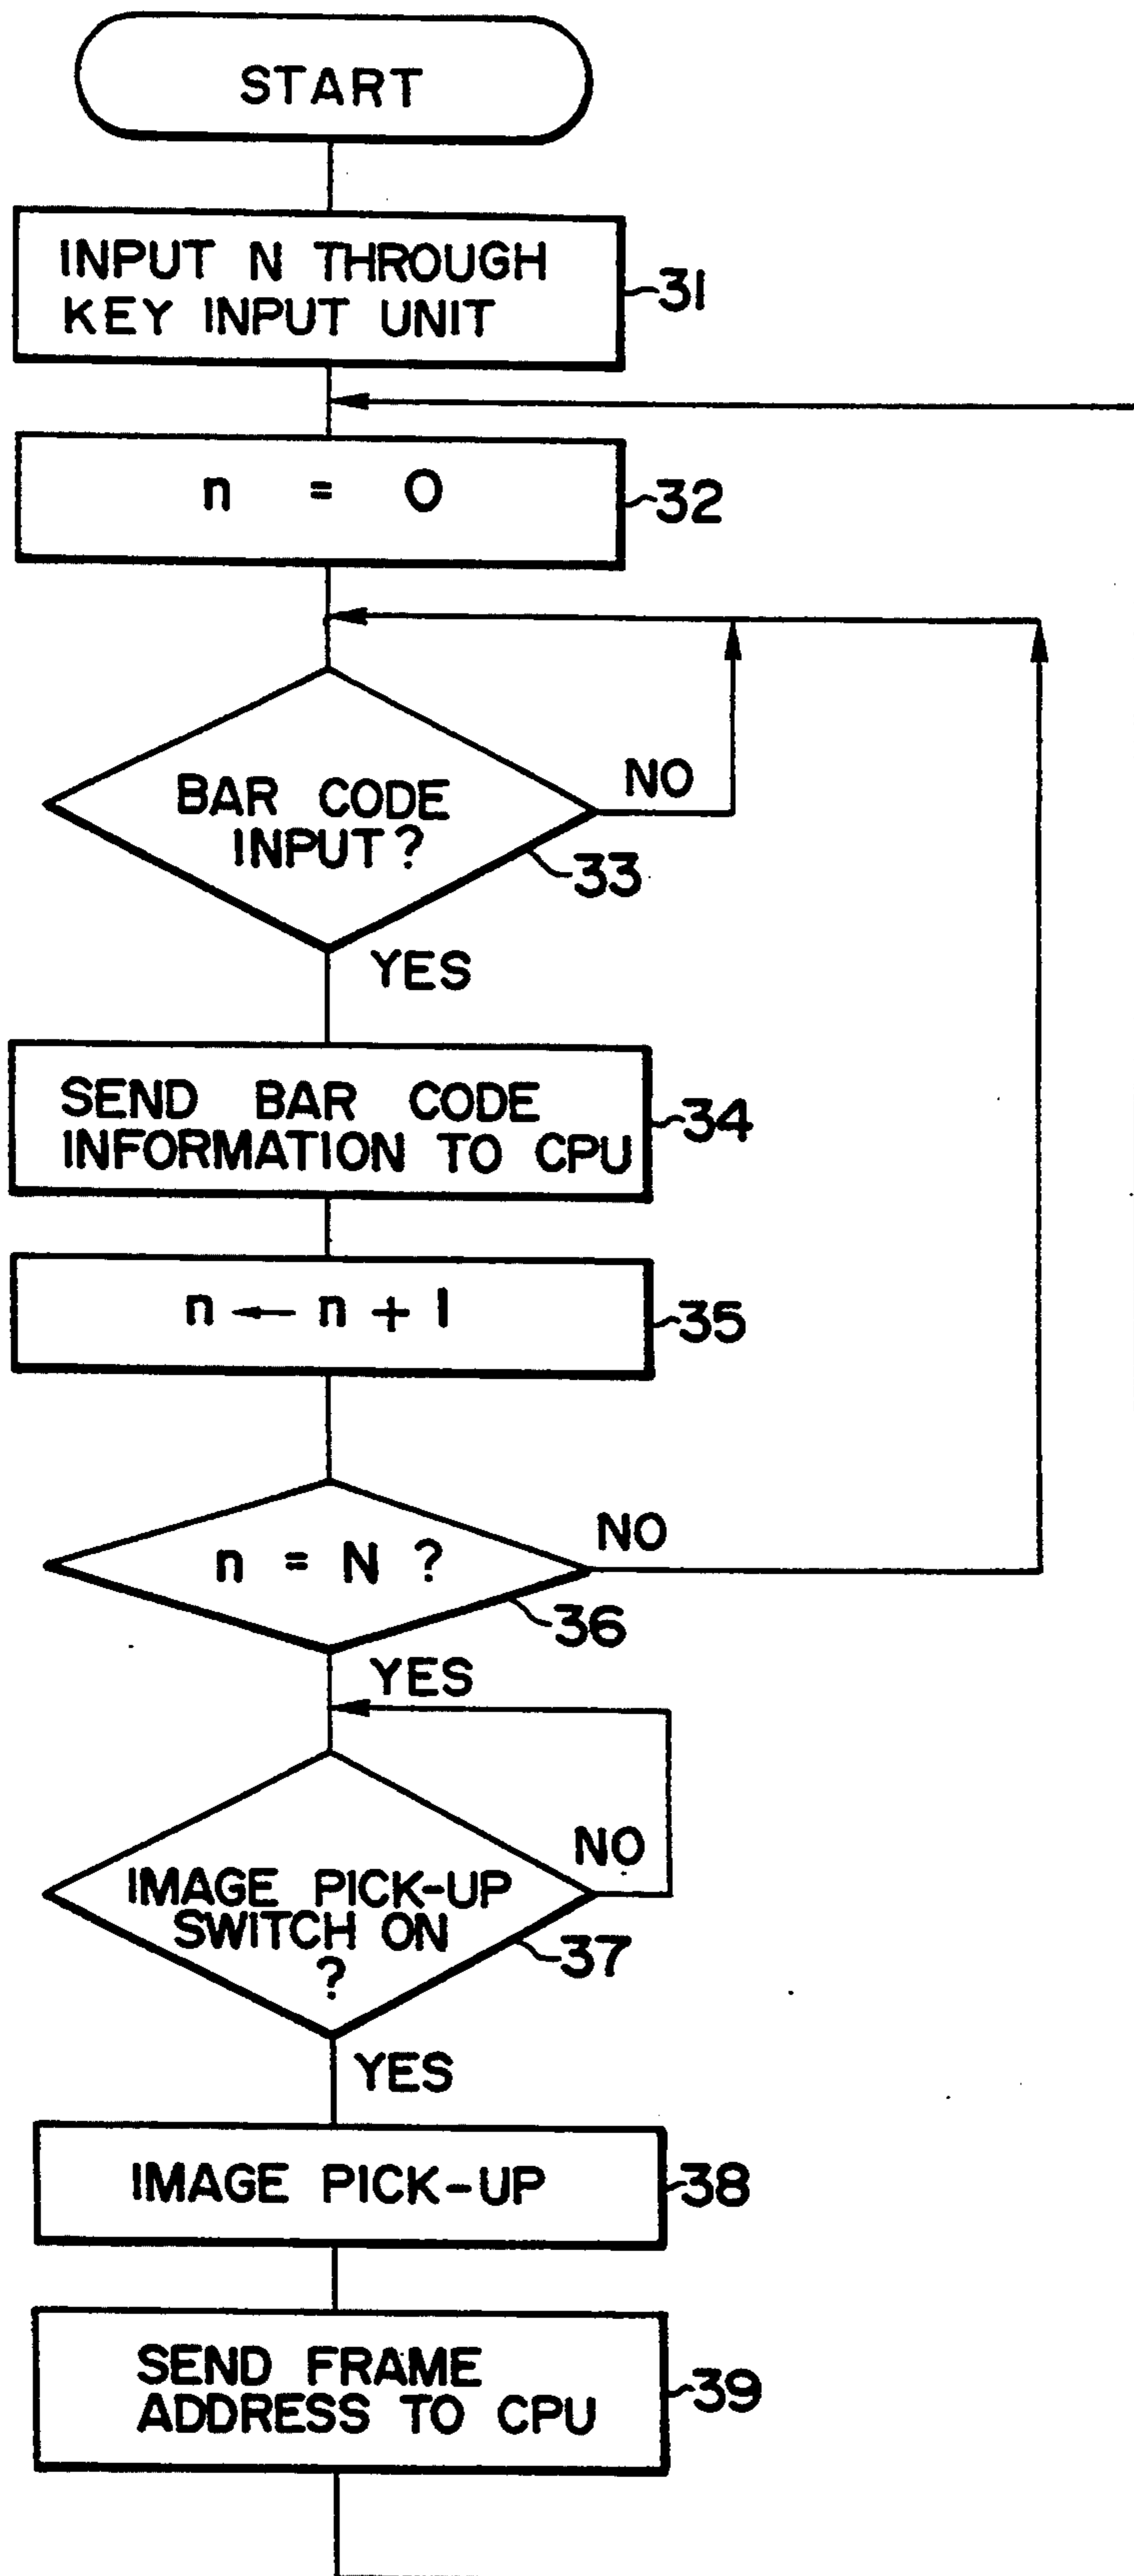 START
INPUT N THROUGH
KEY INPUT UNIT
31
n = 0
32
NO
BAR CODE
INPUT?
33
YES
SEND BAR CODE
INFORMATION TO CPU
34
n ← n + 1
35
NO
n = N ?
36
YES
NO
IMAGE PICK-UP
SWITCH ON
?
37
YES
IMAGE PICK-UP
38
SEND FRAME
ADDRESS TO CPU
39